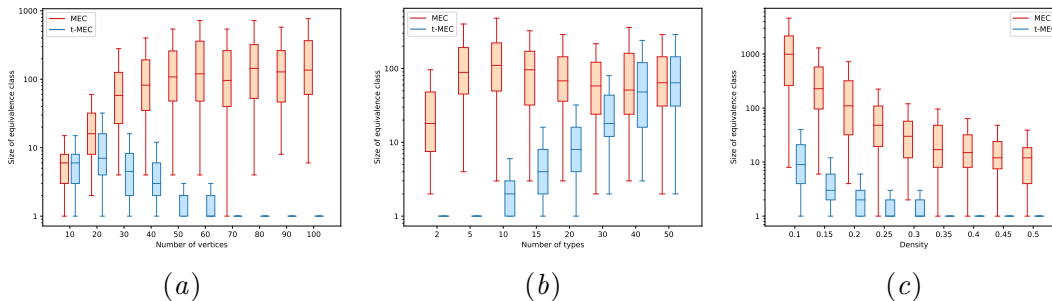 MEC
t-MEC
Size of equivalence class
1000
100
10
1
10 20 30 40 50 60 70 80 90 100
Number of vertices
(a)
MEC
t-MEC
Size of equivalence class
100
10
1
2 5 10 15 20 30 40 50
Number of types
(b)
MEC
t-MEC
Size of equivalence class
1000
100
10
1
0.1 0.15 0.2 0.25 0.3 0.35 0.4 0.45 0.5
Density
(c)